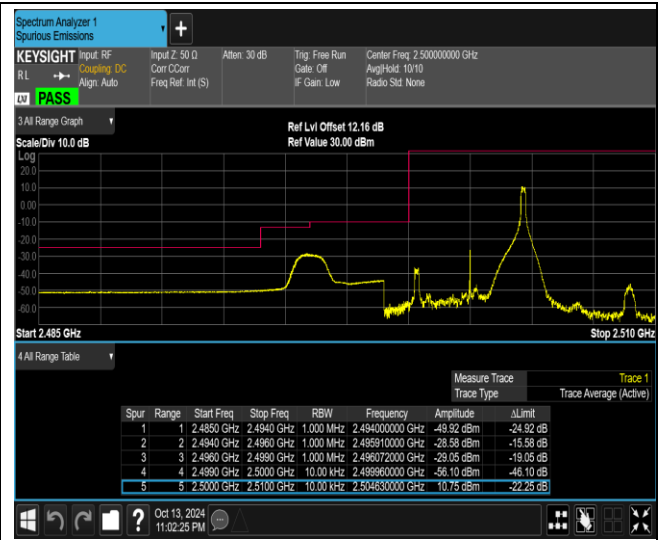 Spectrum Analyzer 1
Spurious Emissions
+
KEYSIGHT Input: RF Input Z: 50 Ω Atten: 30 dB Trig: Free Run Center Freq: 2.500000000 GHz
RL Coupling: DC Corr CCorr Gate: Off Avg|Hold: 10/10
Align: Auto Freq Ref: Int (S) IF Gain: Low Radio Std: None
PASS
3 All Range Graph
Ref Lvl Offset 12.16 dB
Scale/Div 10.0 dB Ref Value 30.00 dBm
Log
20.0
10.0
0.00
-10.0
-20.0
-30.0
-40.0
-50.0
-60.0
Start 2.485 GHz Stop 2.510 GHz
4 All Range Table
Measure Trace Trace 1
Trace Type Trace Average (Active)
Spur Range Start Freq Stop Freq RBW Frequency Amplitude ΔLimit
1 1 2.4850 GHz 2.4940 GHz 1.000 MHz 2.494000000 GHz -49.92 dBm -24.92 dB
2 2 2.4940 GHz 2.4960 GHz 1.000 MHz 2.495910000 GHz -28.58 dBm -15.58 dB
3 3 2.4960 GHz 2.4990 GHz 1.000 MHz 2.496072000 GHz -29.05 dBm -19.05 dB
4 4 2.4990 GHz 2.5000 GHz 10.00 kHz 2.499960000 GHz -56.10 dBm -46.10 dB
5 5 2.5000 GHz 2.5100 GHz 10.00 kHz 2.504630000 GHz 10.75 dBm -22.25 dB
?
Oct 13, 2024
11:02:25 PM